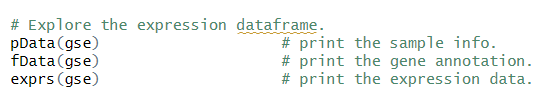 # Explore the expression dataframe.
pData(gse)                    # print the sample info.
fData(gse)                    # print the gene annotation.
exprs(gse)                    # print the expression data.